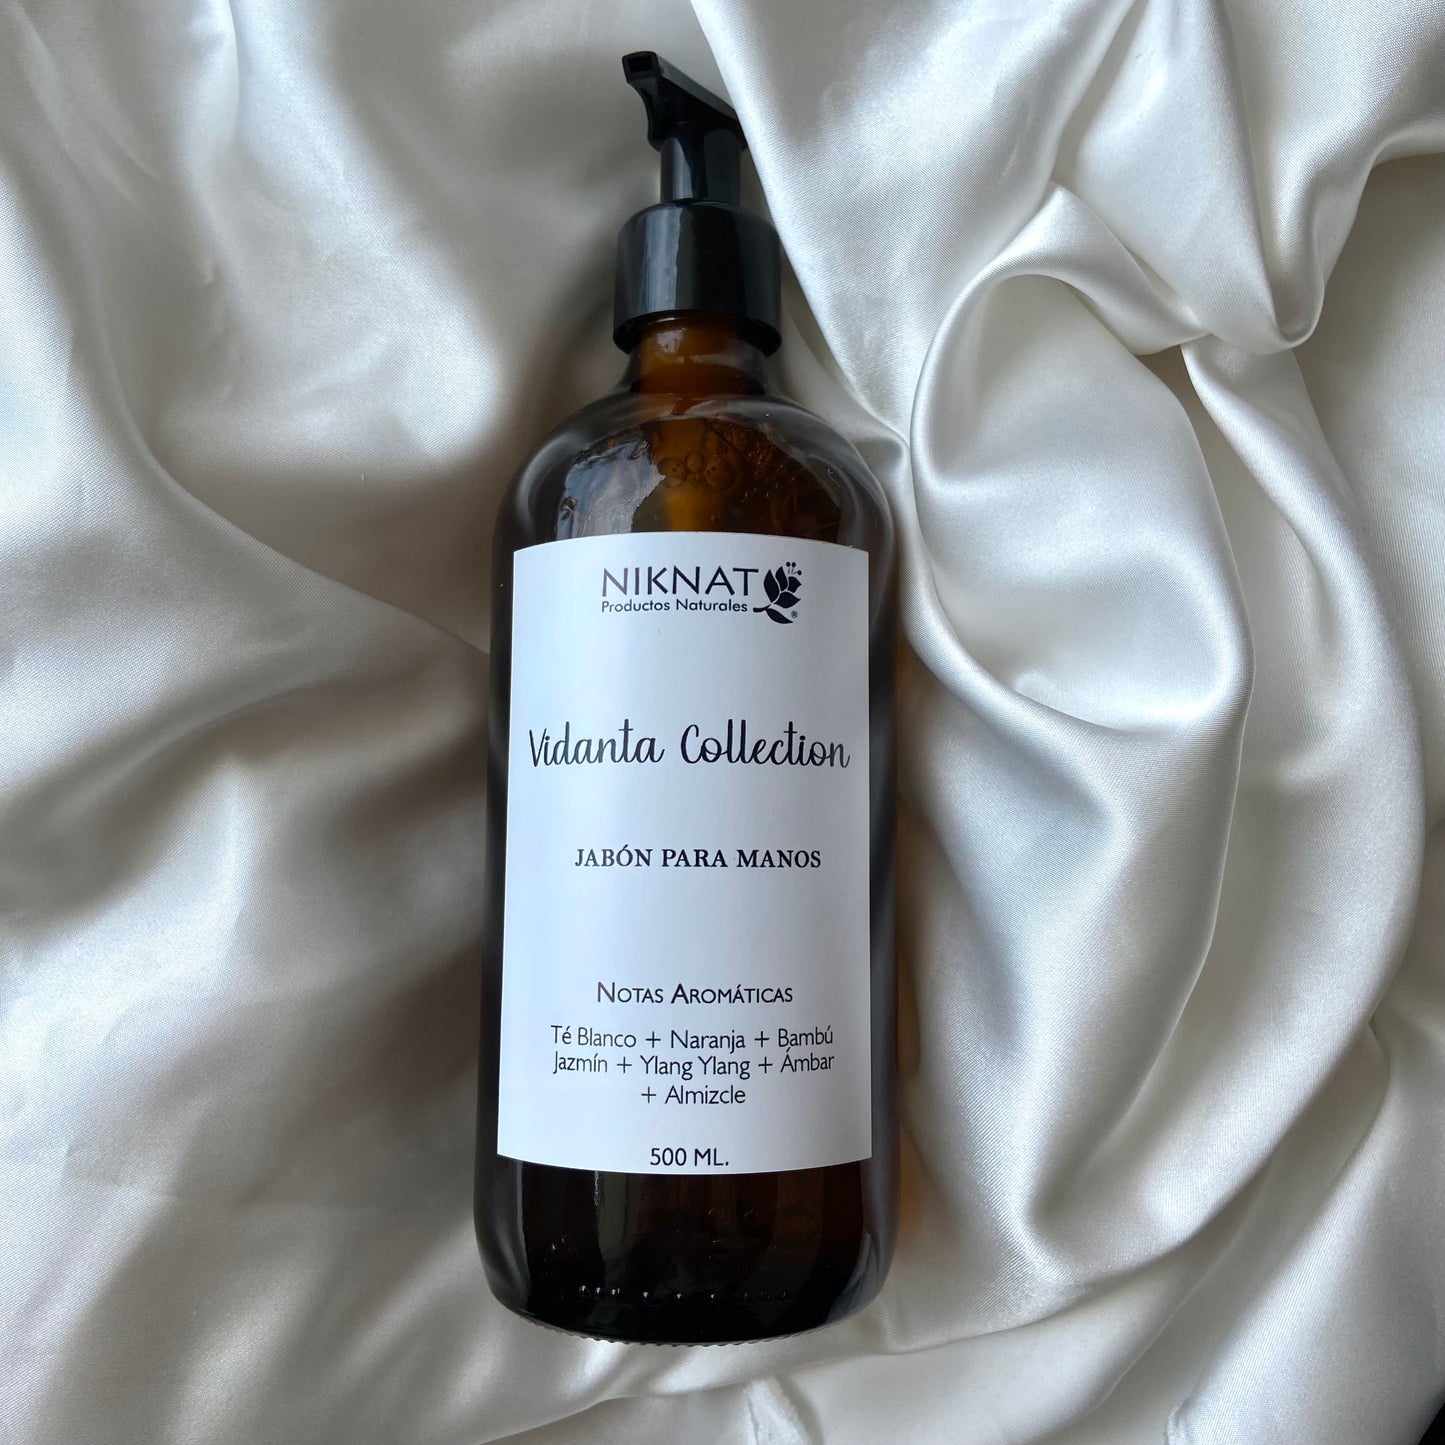 NIKNAT
Productos Naturales ®
Vidanta Collection
JABÓN PARA MANOS
NOTAS AROMÁTICAS
Té Blanco + Naranja + Bambú
Jazmín + Ylang Ylang + Ámbar
+ Almizcle
500 ML.